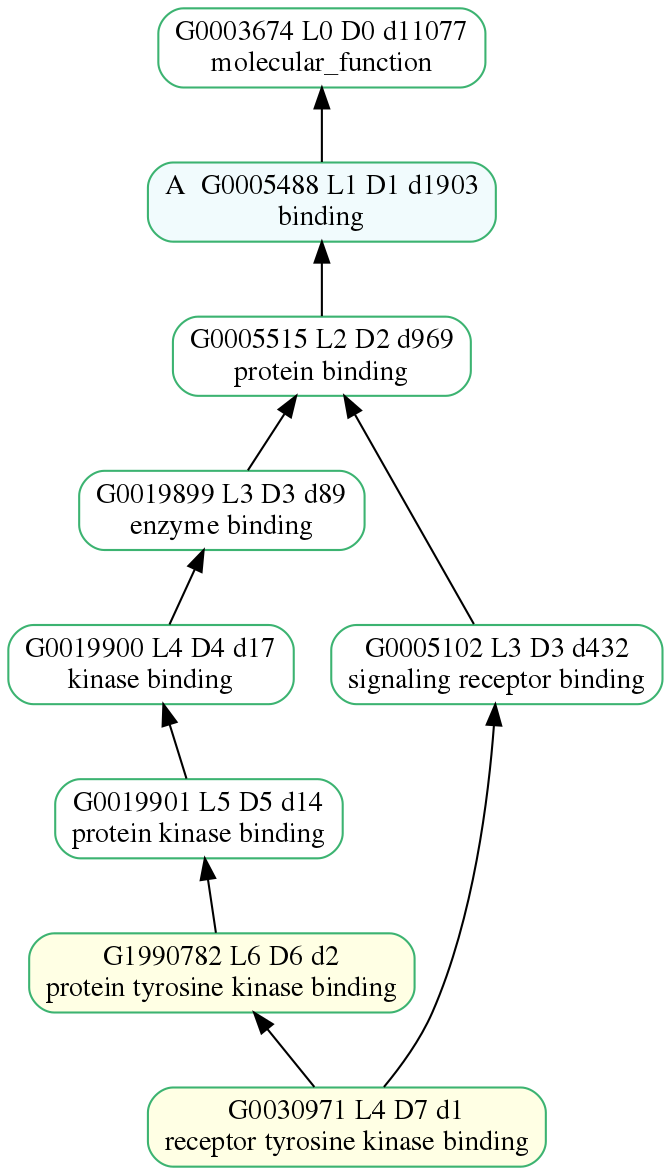 G0003674 L0 D0 d11077
molecular_function
A  G0005488 L1 D1 d1903
binding
G0005515 L2 D2 d969
protein binding
G0019899 L3 D3 d89
enzyme binding
G0019900 L4 D4 d17
kinase binding
G0005102 L3 D3 d432
signaling receptor binding
G0019901 L5 D5 d14
protein kinase binding
G1990782 L6 D6 d2
protein tyrosine kinase binding
G0030971 L4 D7 d1
receptor tyrosine kinase binding